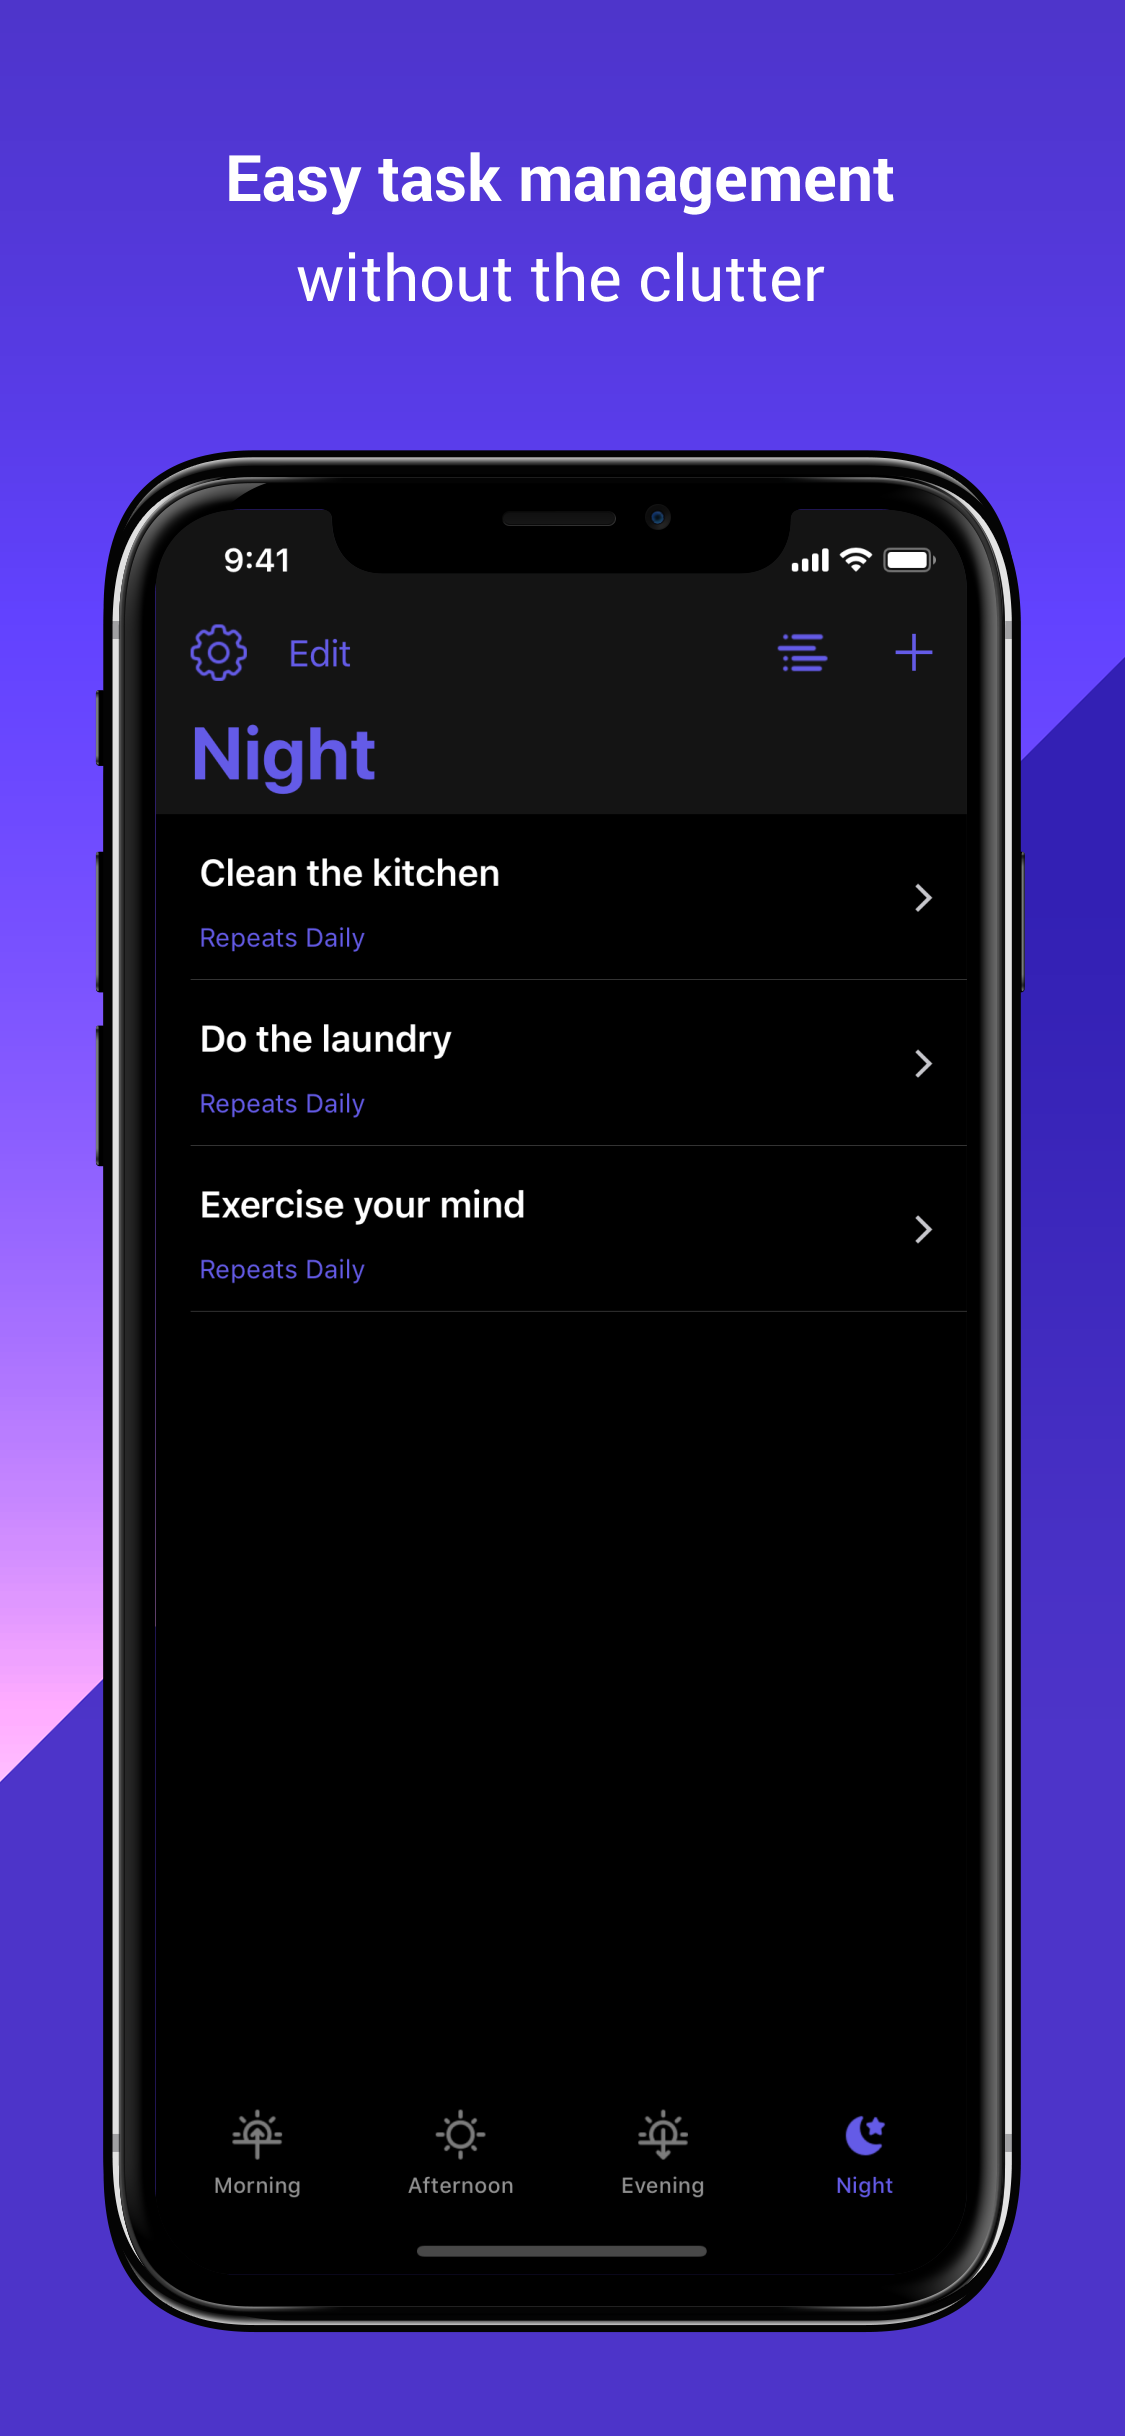 Easy task management
without the clutter
9:41
Edit
Night
Clean the kitchen
Repeats Daily
Do the laundry
Repeats Daily
Exercise your mind
Repeats Daily
Morning
Afternoon
Evening
Night